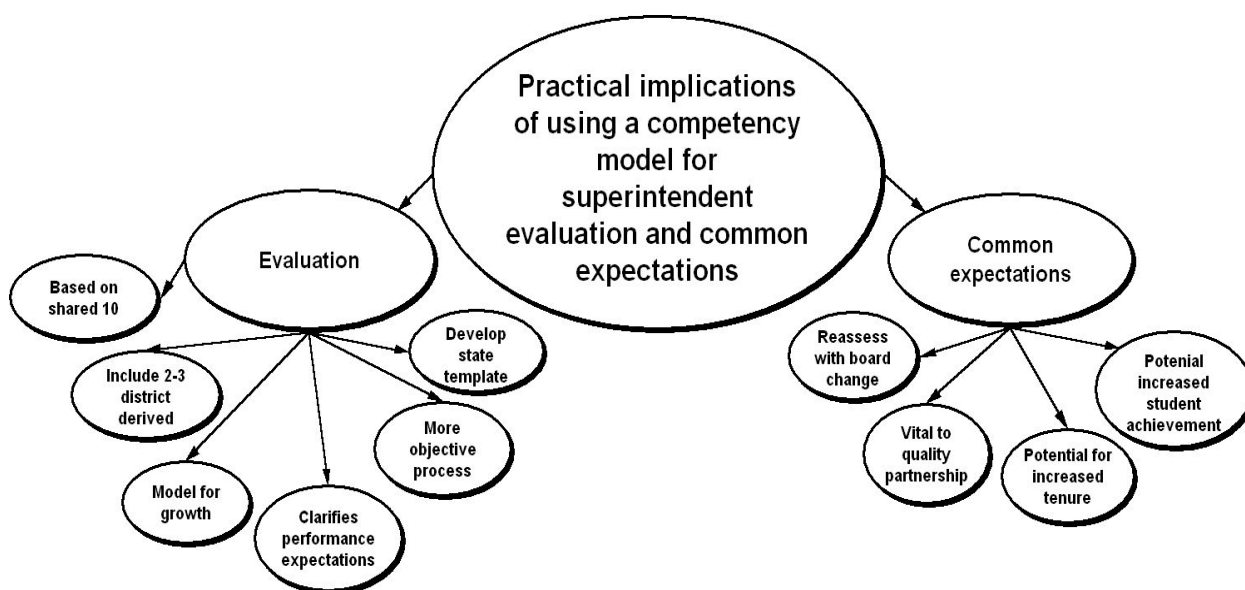 Practical implications
of using a competency
model for
superintendent
evaluation and common
expectations
Evaluation
Based on
shared 10
Include 2-3
district
derived
Model for
growth
Clarifies
performance
expectations
More
objective
process
Develop
state
template
Common
expectations
Reassess
with board
change
Vital to
quality
partnership
Potential for
increased
tenure
Potenial
increased
student
achievement